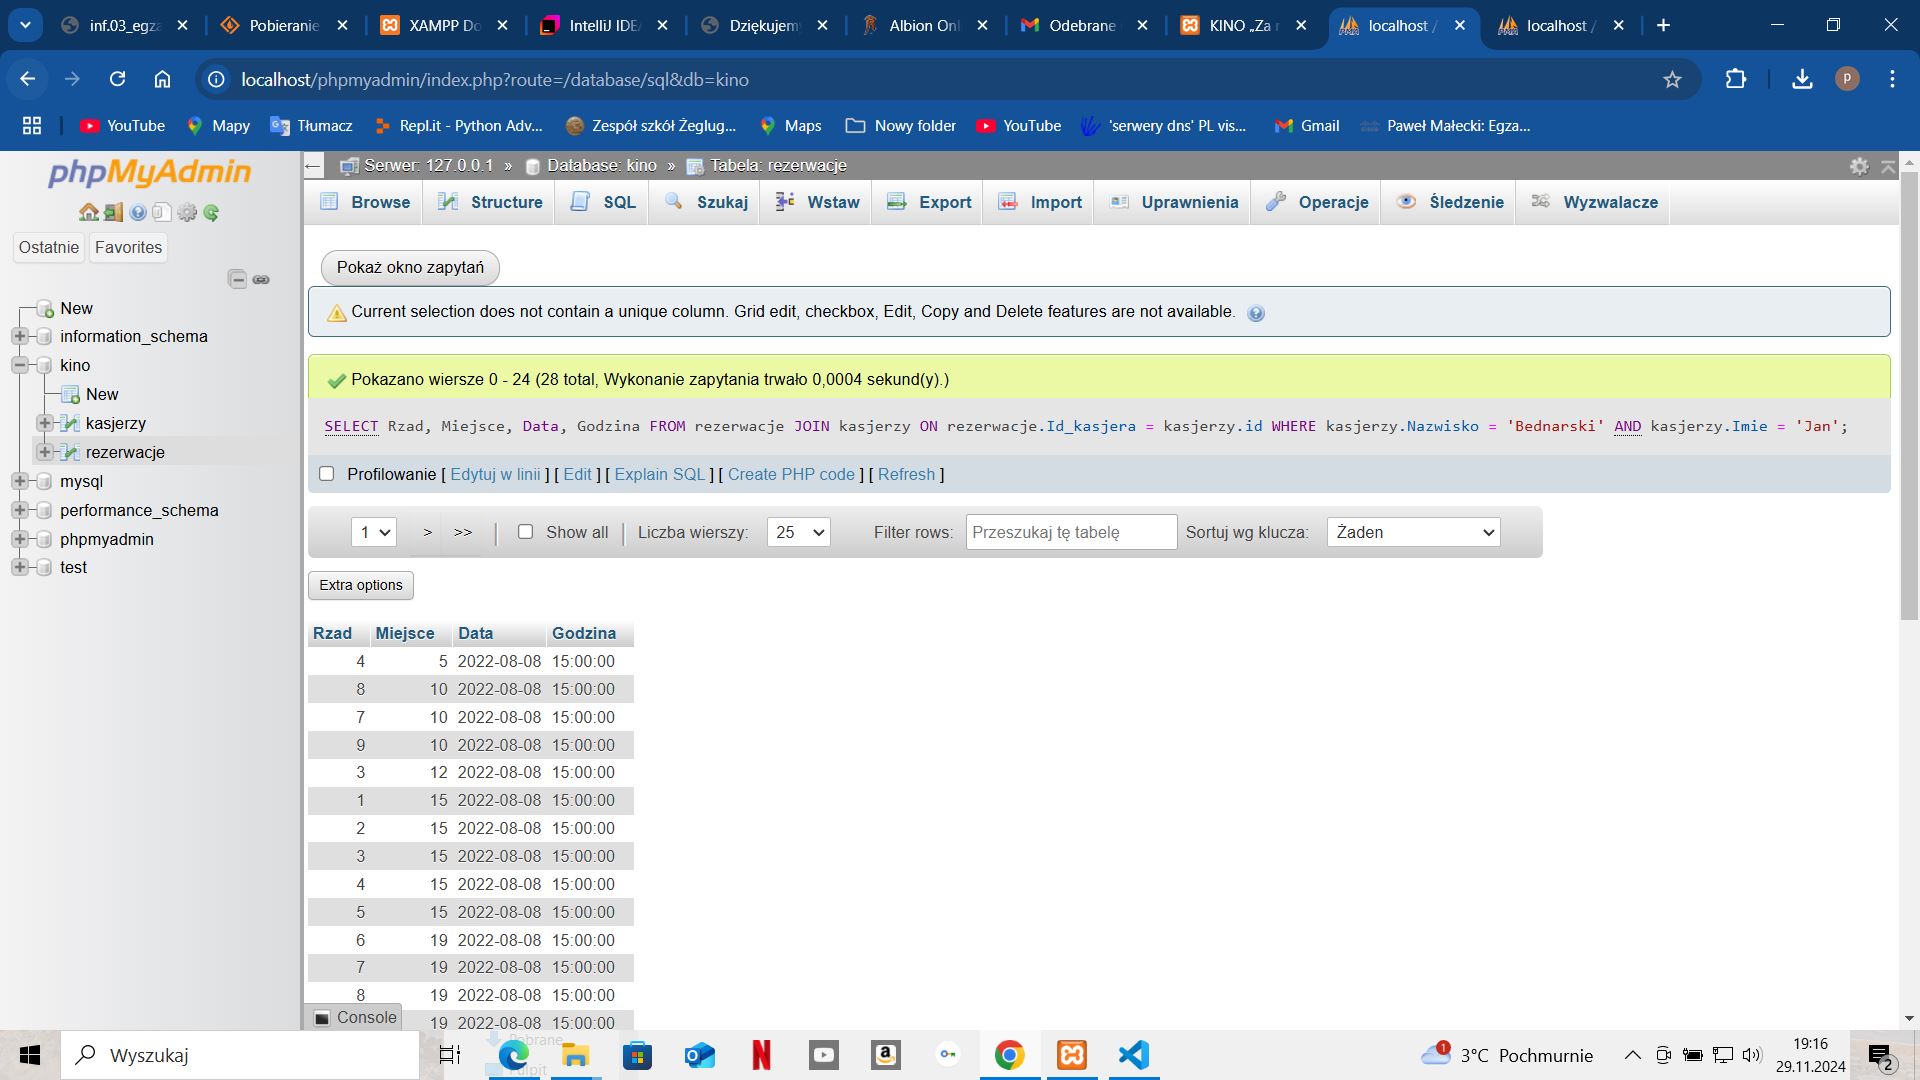 inf.03_egza
Pobieranie
XAMPP Do
IntelliJ IDEA
Dziękujemy
Albion Onl
Odebrane
KINO „Za r
localhost /
localhost /
localhost/phpmyadmin/index.php?route=/database/sql&db=kino
P
YouTube
Mapy
Tłumacz
Repl.it - Python Adv...
Zespół szkół Żeglug...
Maps
Nowy folder
YouTube
'serwery dns' PL vis...
Gmail
Paweł Małecki: Egza...
phpMyAdmin
Ostatnie
Favorites
New
information_schema
kino
New
kasjerzy
rezerwacje
mysql
performance_schema
phpmyadmin
test
Serwer: 127.0.0.1 » Database: kino » Tabela: rezerwacje
Browse Structure SQL Szukaj Wstaw Export Import Uprawnienia Operacje Śledzenie Wyzwalacze
Pokaż okno zapytań
Current selection does not contain a unique column. Grid edit, checkbox, Edit, Copy and Delete features are not available.
Pokazano wiersze 0 - 24 (28 total, Wykonanie zapytania trwało 0,0004 sekund(y).)
SELECT Rzad, Miejsce, Data, Godzina FROM rezerwacje JOIN kasjerzy ON rezerwacje.Id_kasjera = kasjerzy.id WHERE kasjerzy.Nazwisko = 'Bednarski' AND kasjerzy.Imie = 'Jan';
Profilowanie [ Edytuj w linii ] [ Edit ] [ Explain SQL ] [ Create PHP code ] [ Refresh ]
1 > >> Show all Liczba wierszy: 25 Filter rows: Przeszukaj tę tabelę Sortuj wg klucza: Żaden
Extra options
Rzad Miejsce Data Godzina
4 5 2022-08-08 15:00:00
8 10 2022-08-08 15:00:00
7 10 2022-08-08 15:00:00
9 10 2022-08-08 15:00:00
3 12 2022-08-08 15:00:00
1 15 2022-08-08 15:00:00
2 15 2022-08-08 15:00:00
3 15 2022-08-08 15:00:00
4 15 2022-08-08 15:00:00
5 15 2022-08-08 15:00:00
6 19 2022-08-08 15:00:00
7 19 2022-08-08 15:00:00
8 19 2022-08-08 15:00:00
19 2022-08-08 15:00:00
Console
Pobrane
Pulpit
Wyszukaj
1
3°C Pochmurnie
19:16
29.11.2024
2